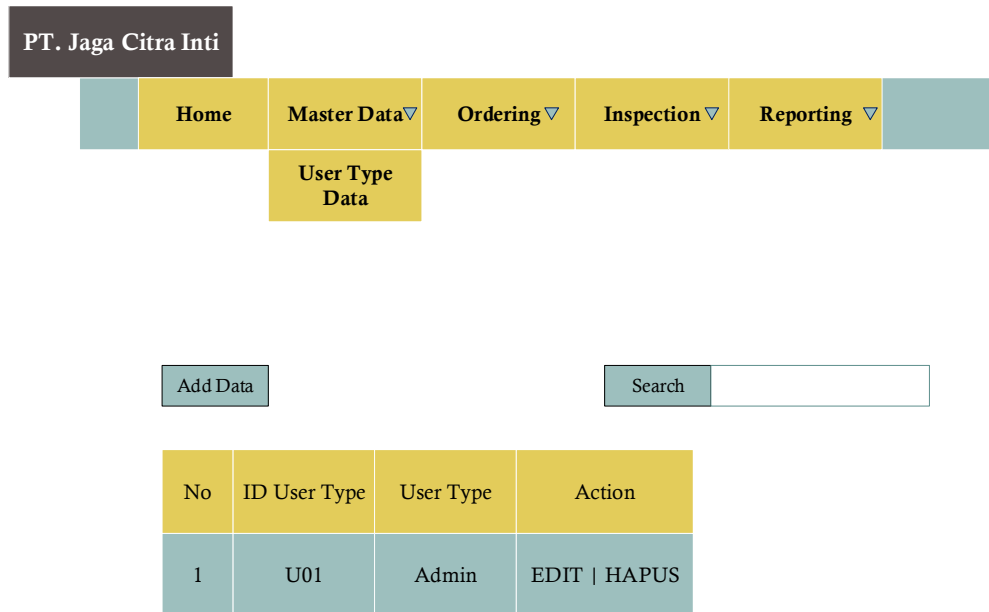 PT. Jaga Citra Inti
Home Master Data Ordering Inspection Reporting
User Type
Data
Add Data Search
No ID User Type User Type Action
1 U01 Admin EDIT | HAPUS